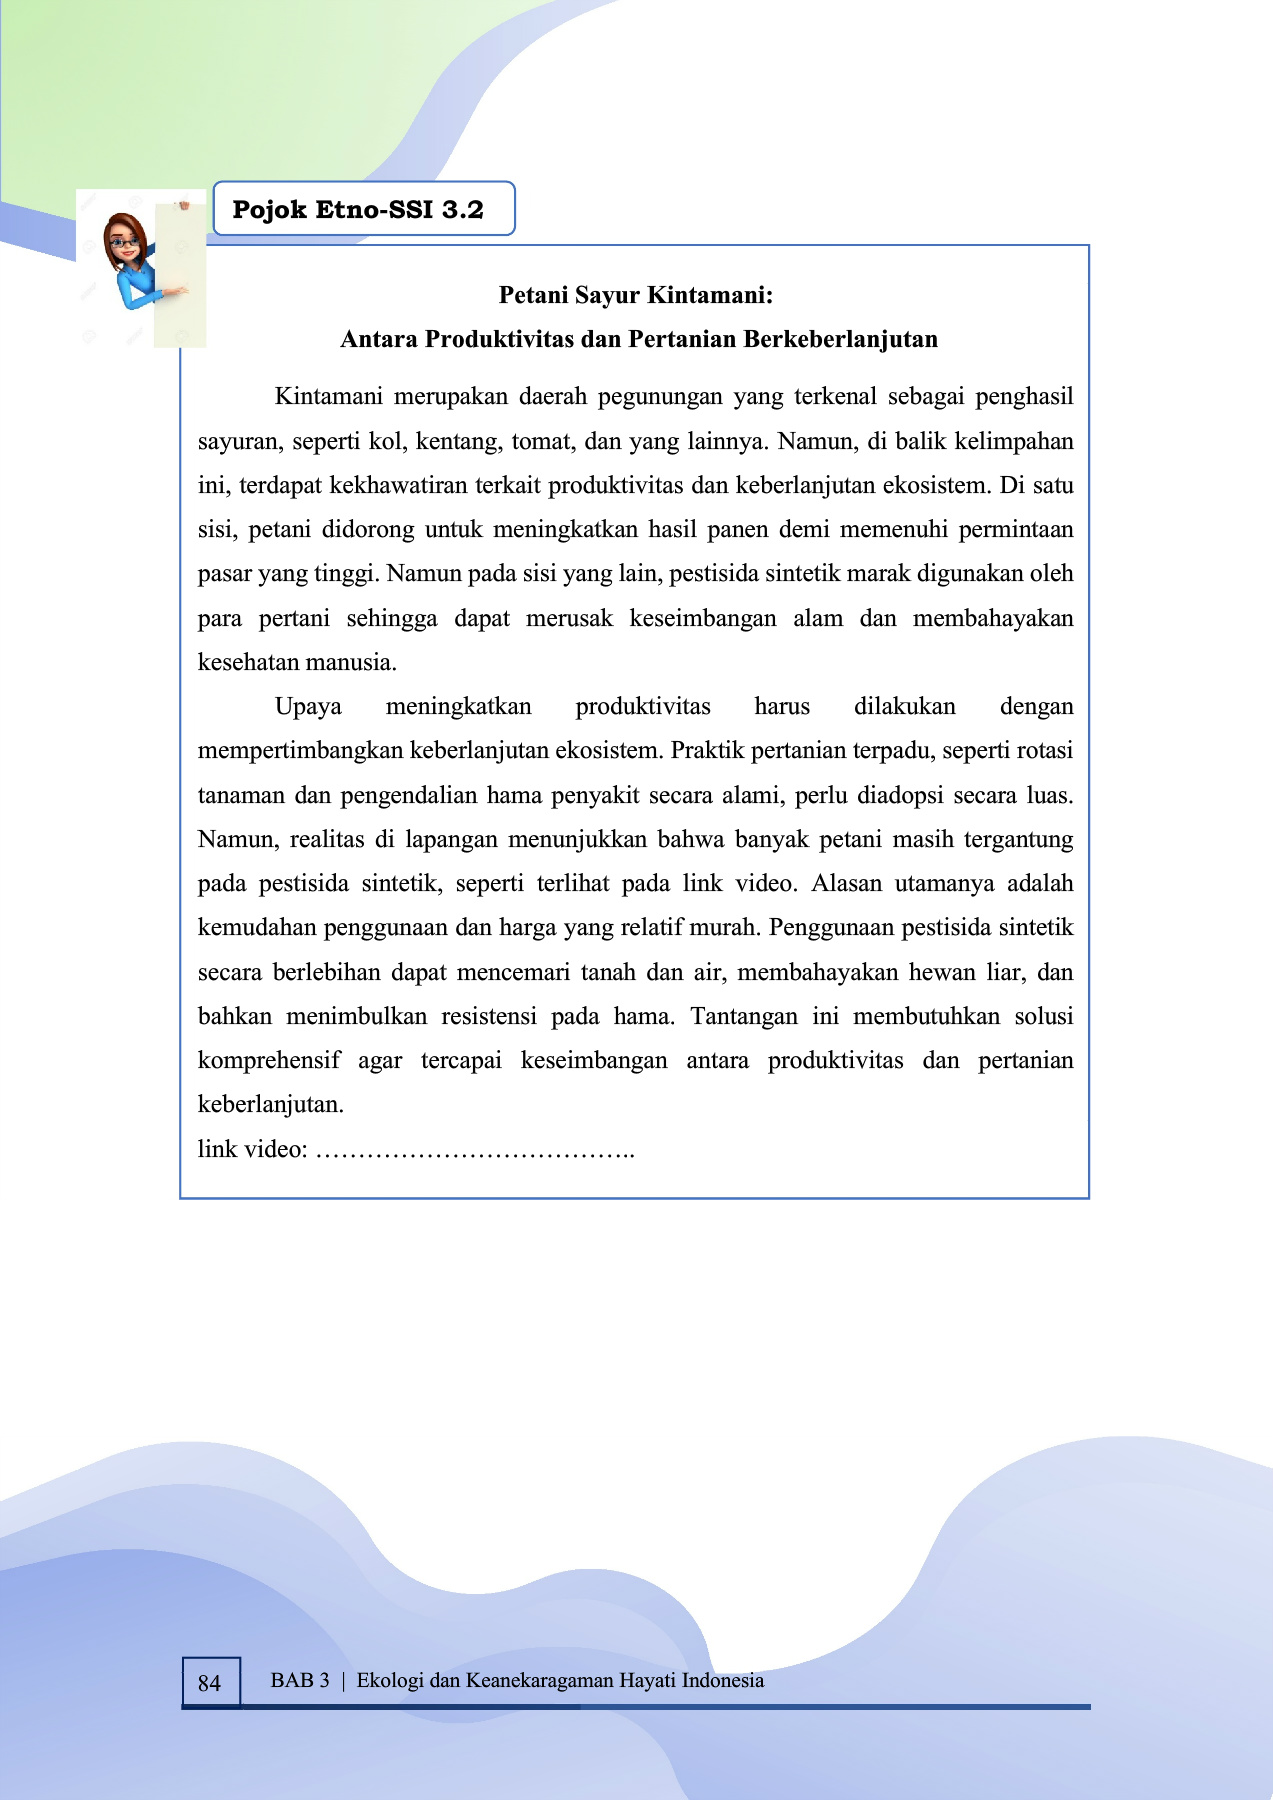 Pojok Etno-SSI 3.2
Petani Sayur Kintamani:
Antara Produktivitas dan Pertanian Berkeberlanjutan
Kintamani merupakan daerah pegunungan yang terkenal sebagai penghasil
sayuran, seperti kol, kentang, tomat, dan yang lainnya. Namun, di balik kelimpahan
ini, terdapat kekhawatiran terkait produktivitas dan keberlanjutan ekosistem. Di satu
sisi, petani didorong untuk meningkatkan hasil panen demi memenuhi permintaan
pasar yang tinggi. Namun pada sisi yang lain, pestisida sintetik marak digunakan oleh
para pertani sehingga dapat merusak keseimbangan alam dan membahayakan
kesehatan manusia.
Upaya meningkatkan produktivitas harus dilakukan dengan
mempertimbangkan keberlanjutan ekosistem. Praktik pertanian terpadu, seperti rotasi
tanaman dan pengendalian hama penyakit secara alami, perlu diadopsi secara luas.
Namun, realitas di lapangan menunjukkan bahwa banyak petani masih tergantung
pada pestisida sintetik, seperti terlihat pada link video. Alasan utamanya adalah
kemudahan penggunaan dan harga yang relatif murah. Penggunaan pestisida sintetik
secara berlebihan dapat mencemari tanah dan air, membahayakan hewan liar, dan
bahkan menimbulkan resistensi pada hama. Tantangan ini membutuhkan solusi
komprehensif agar tercapai keseimbangan antara produktivitas dan pertanian
keberlanjutan.
link video: ………………………………..
84 BAB 3 | Ekologi dan Keanekaragaman Hayati Indonesia